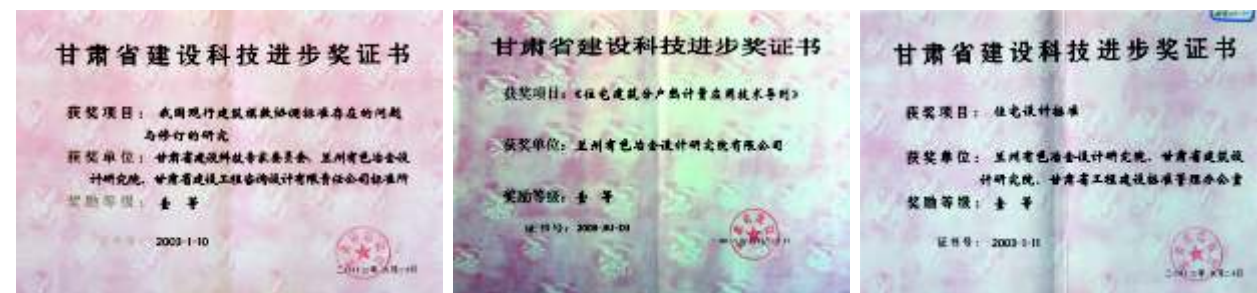 甘肃省建设科技进步奖证书
获奖项目：我国现行建筑模数协调标准存在的问题
与修订的研究
获奖单位：甘肃省建设科技专家委员会、兰州有色冶金设
计研究院、甘肃省建设工程咨询设计有限责任公司标准所
奖励等级：壹等
2003-1-10
甘肃省建设科技进步奖证书
获奖项目：《住宅建筑分户热计量应用技术导则》
获奖单位：兰州有色冶金设计研究院有限公司
奖励等级：壹等
证书号：
甘肃省建设科技进步奖证书
获奖项目：住宅设计标准
获奖单位：兰州有色冶金设计研究院、甘肃省建筑设
计研究院、甘肃省工程建设标准管理办公室
奖励等级：壹等
证书号：2003-1-11